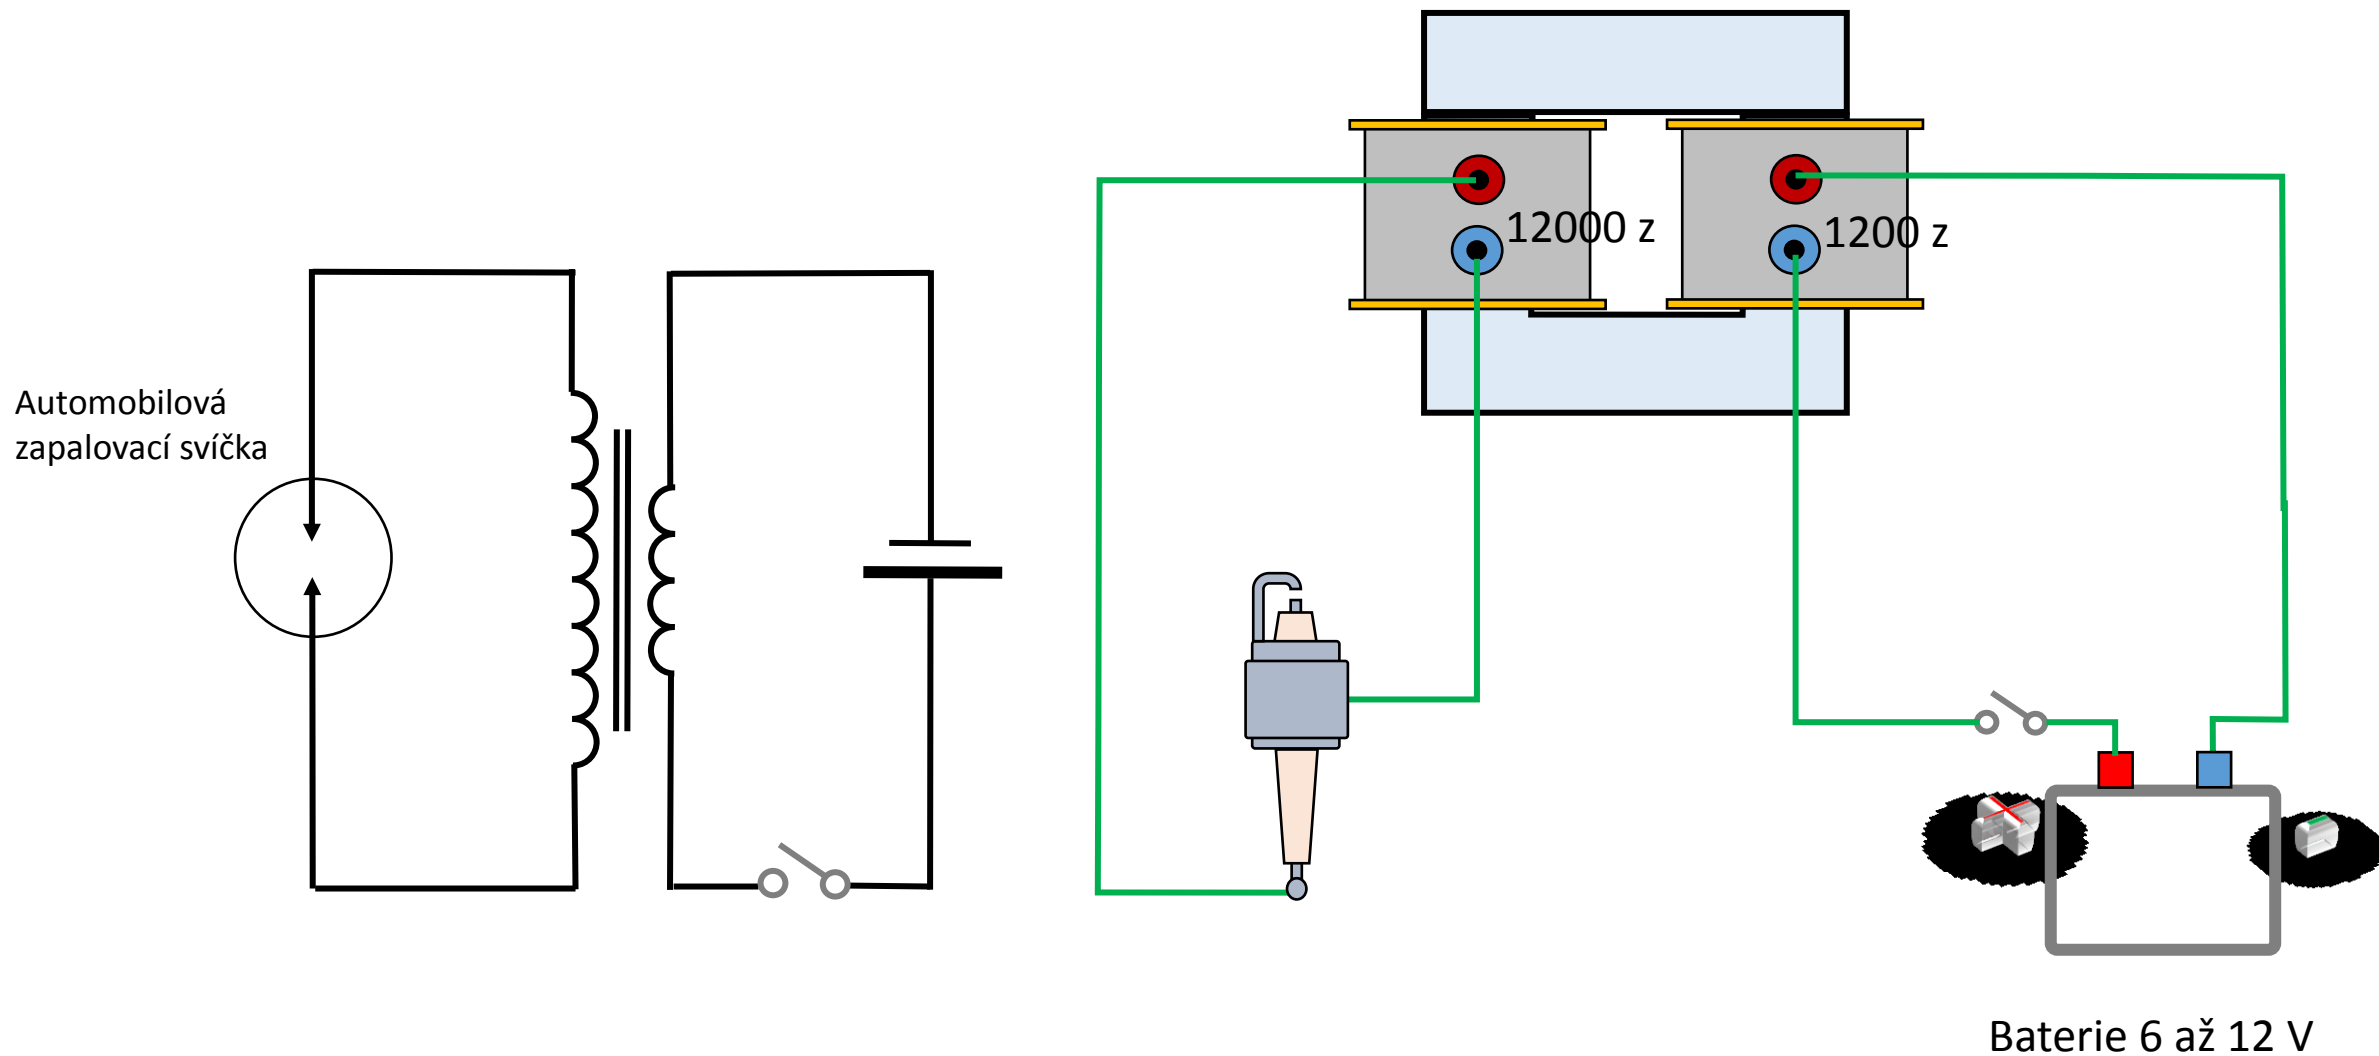 Automobilová
zapalovací svíčka
12000 z
1200 z
Baterie 6 až 12 V